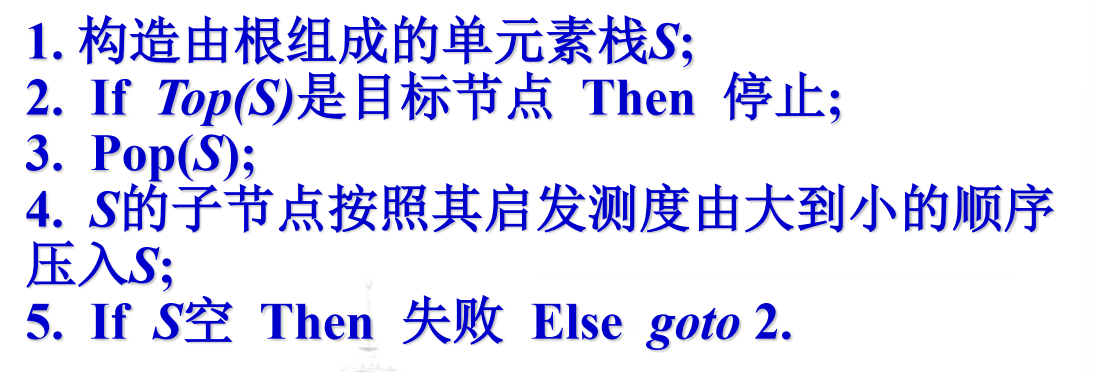 1. 构造由根组成的单元素栈S;
2. If Top(S)是目标节点 Then 停止;
3. Pop(S);
4. S的子节点按照其启发测度由大到小的顺序
压入S;
5. If S空 Then 失败 Else goto 2.